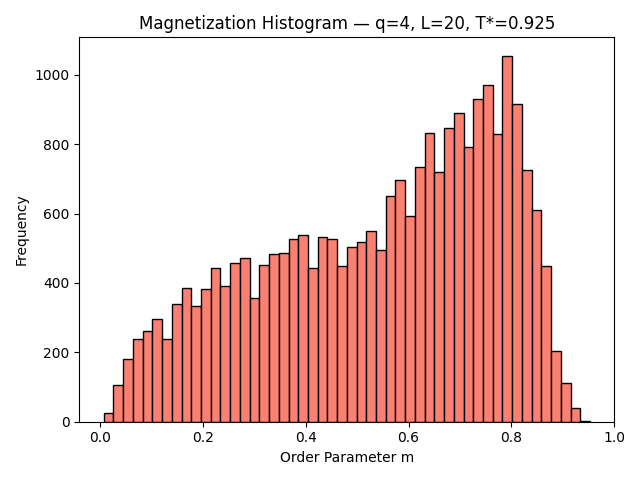 Magnetization Histogram — q=4, L=20, T*=0.925
Frequency
1000
800
600
400
200
0
0.0 0.2 0.4 0.6 0.8 1.0
Order Parameter m